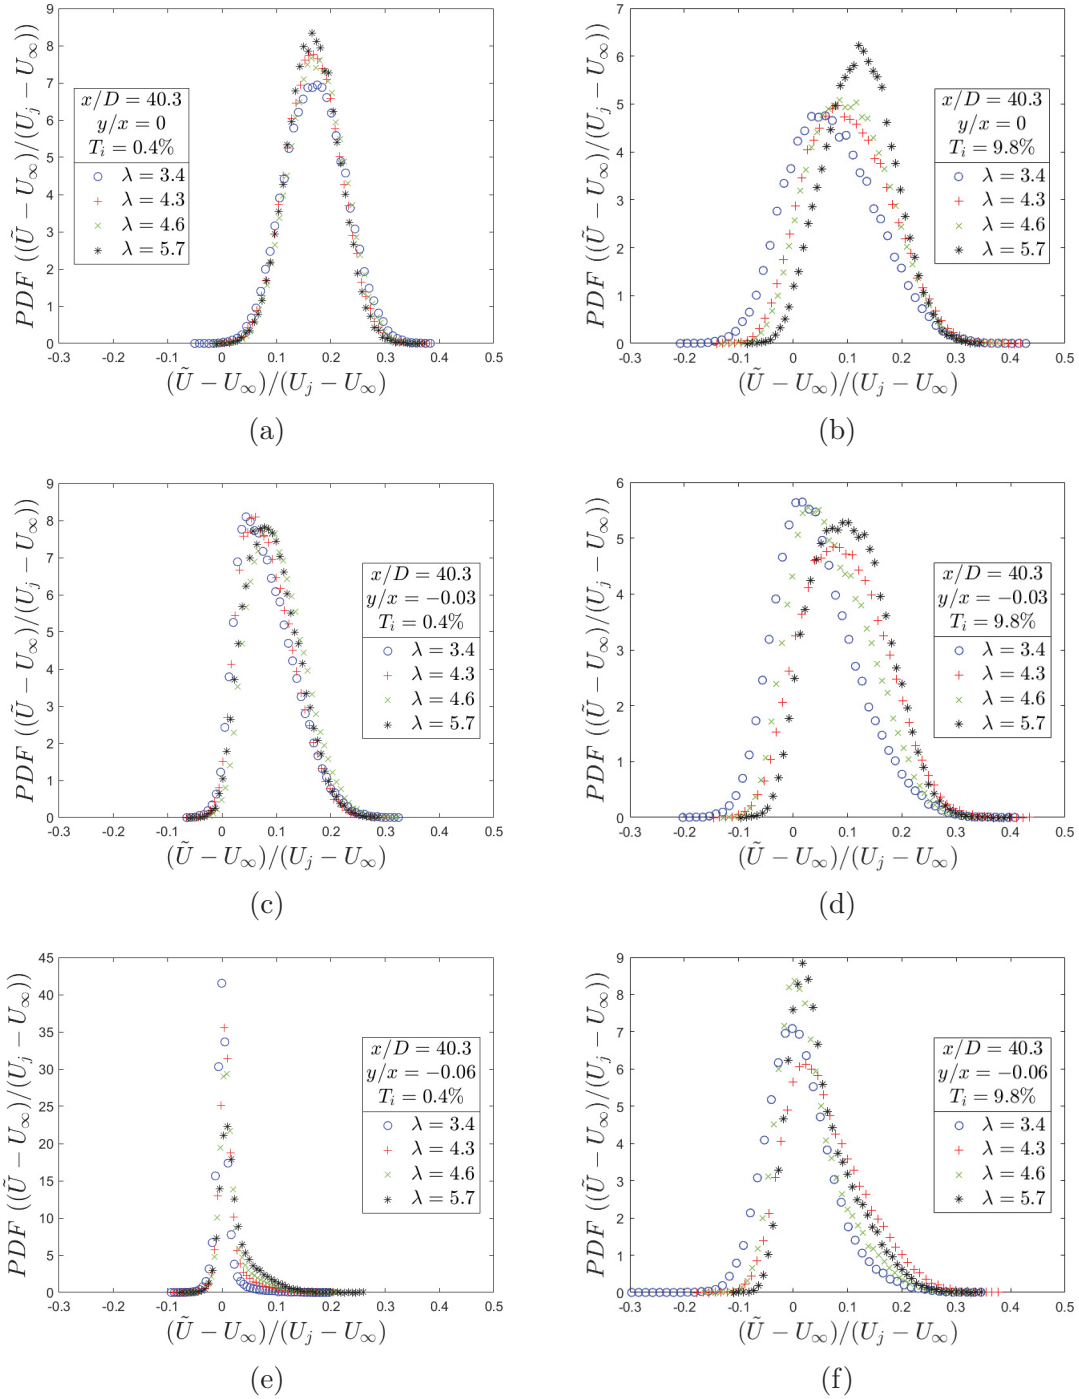 PDF ((Ũ − U∞)/(Uj − U∞))
9
8
7
6
5
4
3
2
1
0
x/D = 40.3
y/x = 0
Ti = 0.4%
λ = 3.4
λ = 4.3
λ = 4.6
λ = 5.7
-0.3 -0.2 -0.1 0 0.1 0.2 0.3 0.4 0.5
(Ũ − U∞)/(Uj − U∞)
(a)
PDF ((Ũ − U∞)/(Uj − U∞))
7
6
5
4
3
2
1
0
x/D = 40.3
y/x = 0
Ti = 9.8%
λ = 3.4
λ = 4.3
λ = 4.6
λ = 5.7
-0.3 -0.2 -0.1 0 0.1 0.2 0.3 0.4 0.5
(Ũ − U∞)/(Uj − U∞)
(b)
PDF ((Ũ − U∞)/(Uj − U∞))
9
8
7
6
5
4
3
2
1
0
x/D = 40.3
y/x = −0.03
Ti = 0.4%
λ = 3.4
λ = 4.3
λ = 4.6
λ = 5.7
-0.3 -0.2 -0.1 0 0.1 0.2 0.3 0.4 0.5
(Ũ − U∞)/(Uj − U∞)
(c)
PDF ((Ũ − U∞)/(Uj − U∞))
6
5
4
3
2
1
0
x/D = 40.3
y/x = −0.03
Ti = 9.8%
λ = 3.4
λ = 4.3
λ = 4.6
λ = 5.7
-0.3 -0.2 -0.1 0 0.1 0.2 0.3 0.4 0.5
(Ũ − U∞)/(Uj − U∞)
(d)
PDF ((Ũ − U∞)/(Uj − U∞))
45
40
35
30
25
20
15
10
5
0
x/D = 40.3
y/x = −0.06
Ti = 0.4%
λ = 3.4
λ = 4.3
λ = 4.6
λ = 5.7
-0.3 -0.2 -0.1 0 0.1 0.2 0.3 0.4 0.5
(Ũ − U∞)/(Uj − U∞)
(e)
PDF ((Ũ − U∞)/(Uj − U∞))
9
8
7
6
5
4
3
2
1
0
x/D = 40.3
y/x = −0.06
Ti = 9.8%
λ = 3.4
λ = 4.3
λ = 4.6
λ = 5.7
-0.3 -0.2 -0.1 0 0.1 0.2 0.3 0.4 0.5
(Ũ − U∞)/(Uj − U∞)
(f)